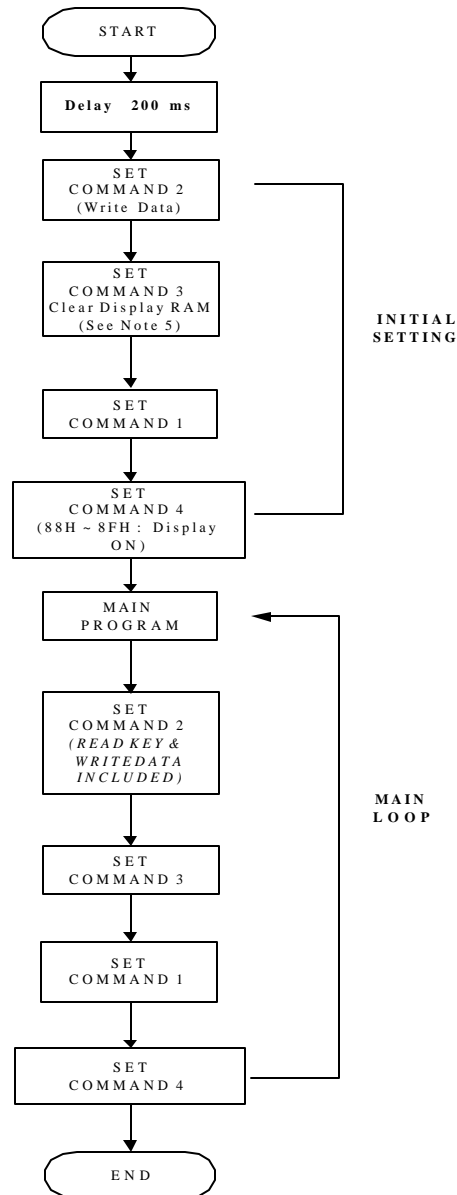 START
Delay 200 ms
SET
COMMAND 2
(Write Data)
SET
COMMAND 3
Clear Display RAM
(See Note 5)
INITIAL
SETTING
SET
COMMAND 1
SET
COMMAND 4
(88H ~ 8FH : Display
ON)
MAIN
PROGRAM
SET
COMMAND 2
(READ KEY &
WRITEDATA
INCLUDED)
MAIN
LOOP
SET
COMMAND 3
SET
COMMAND 1
SET
COMMAND 4
END